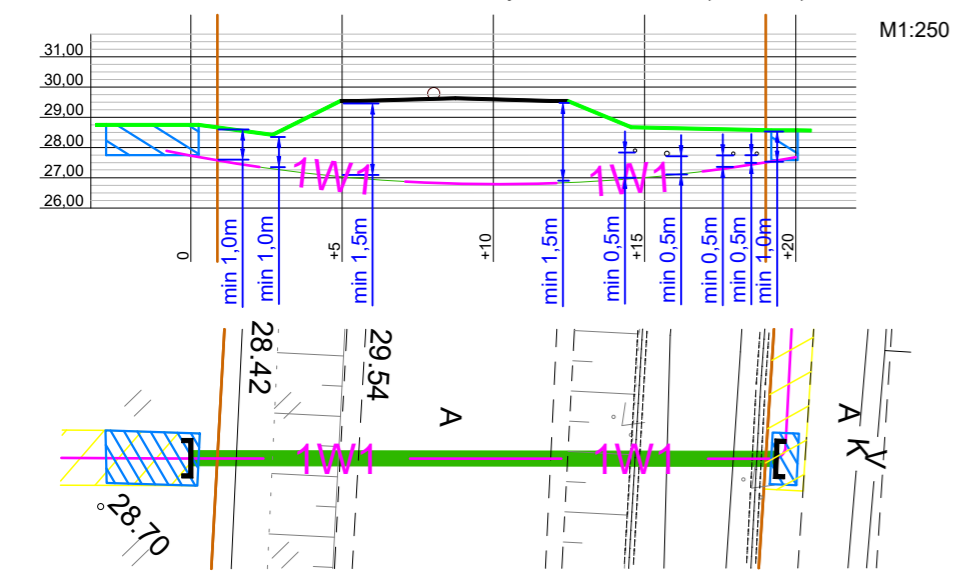 M1:250
31,00
30,00
29,00
28,00
27,00
26,00
1W1
1W1
0
+5
+10
+15
+20
min 1,0m
min 1,0m
min 1,5m
min 1,5m
min 0,5m
min 0,5m
min 0,5m
min 0,5m
min 1,0m
28.42
29.54
A
A
1W1
1W1
28.70